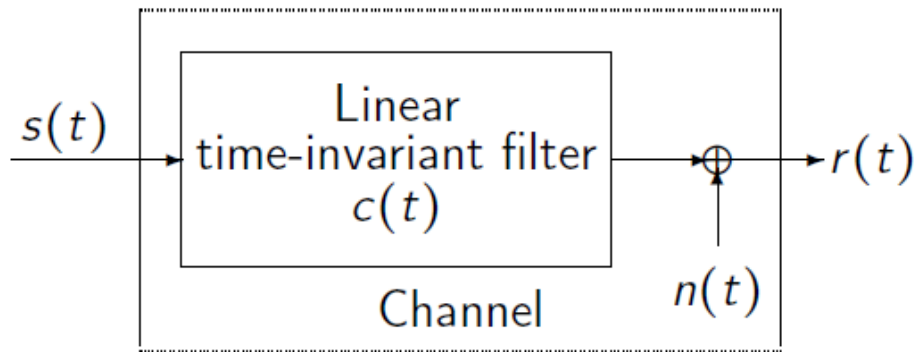 Linear
s(t)
time-invariant filter
r(t)
c(t)
n(t)
Channel